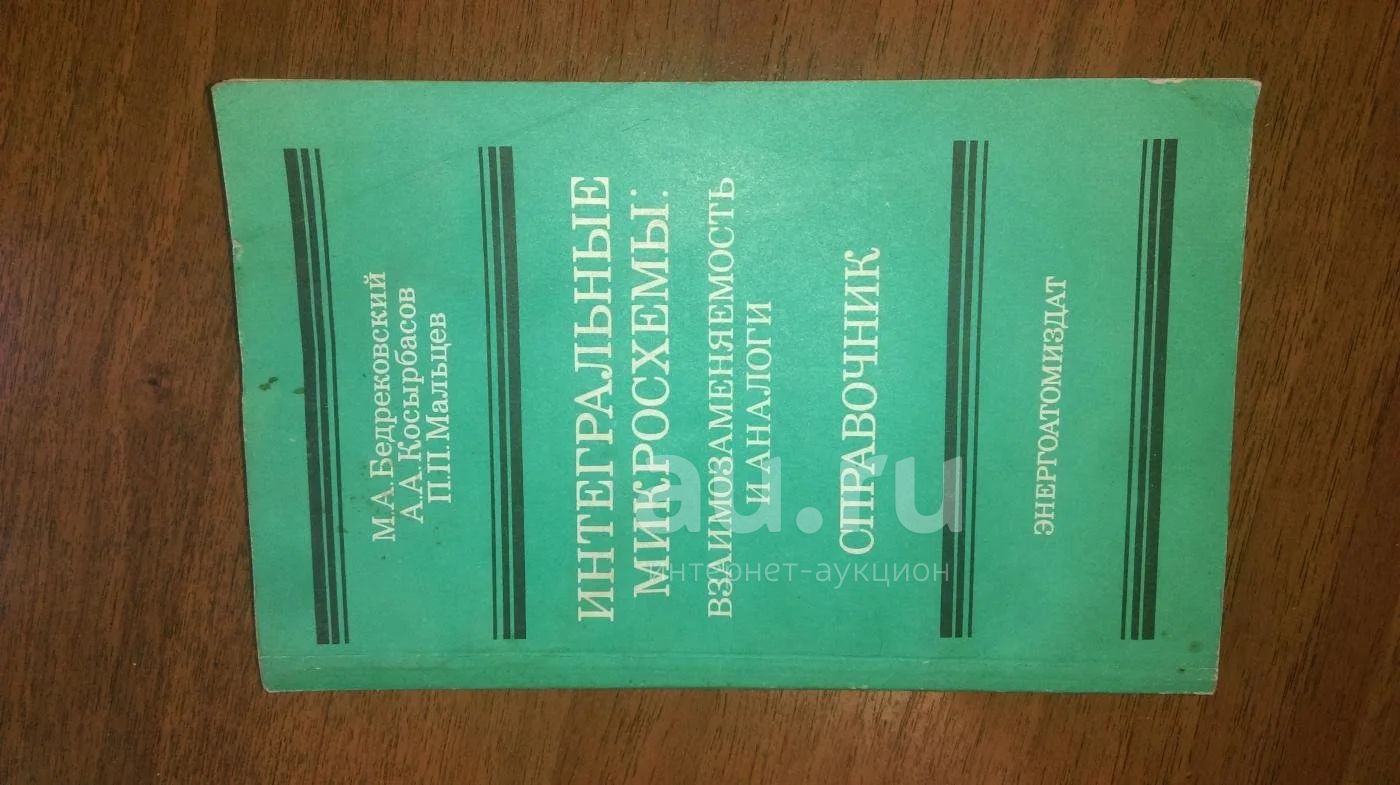 М.А.Бедрековский
А.А.Косырбасов
П.П.Мальцев
ИНТЕГРАЛЬНЫЕ
МИКРОСХЕМЫ:
ВЗАИМОЗАМЕНЯЕМОСТЬ
И АНАЛОГИ
СПРАВОЧНИК
ЭНЕРГОАТОМИЗДАТ
au.ru
интернет-аукцион